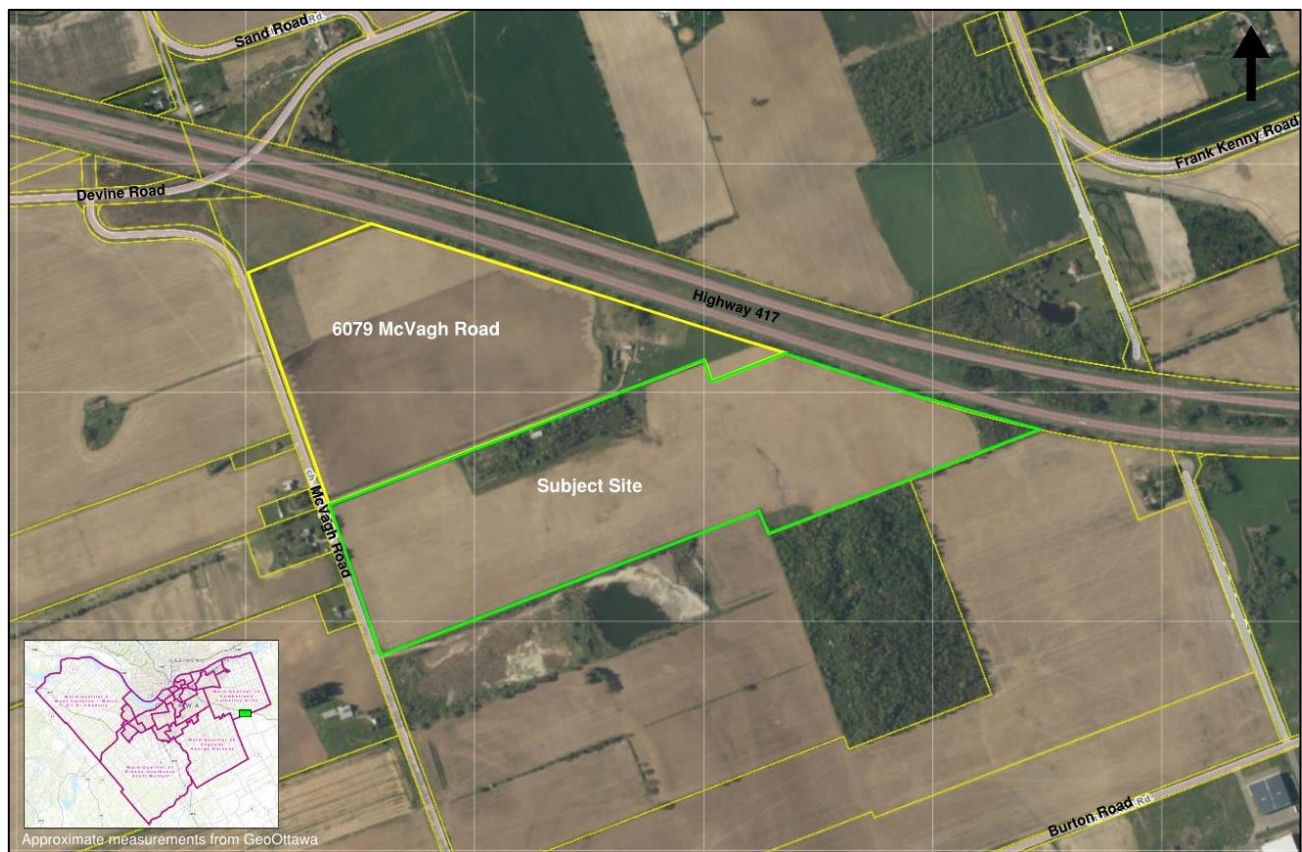 Sand Road
Rd
Devine Road
Frank Kenny Road
Highway 417
6079 McVagh Road
Subject Site
McVagh Road
Burton Road
Rd
Approximate measurements from GeoOttawa